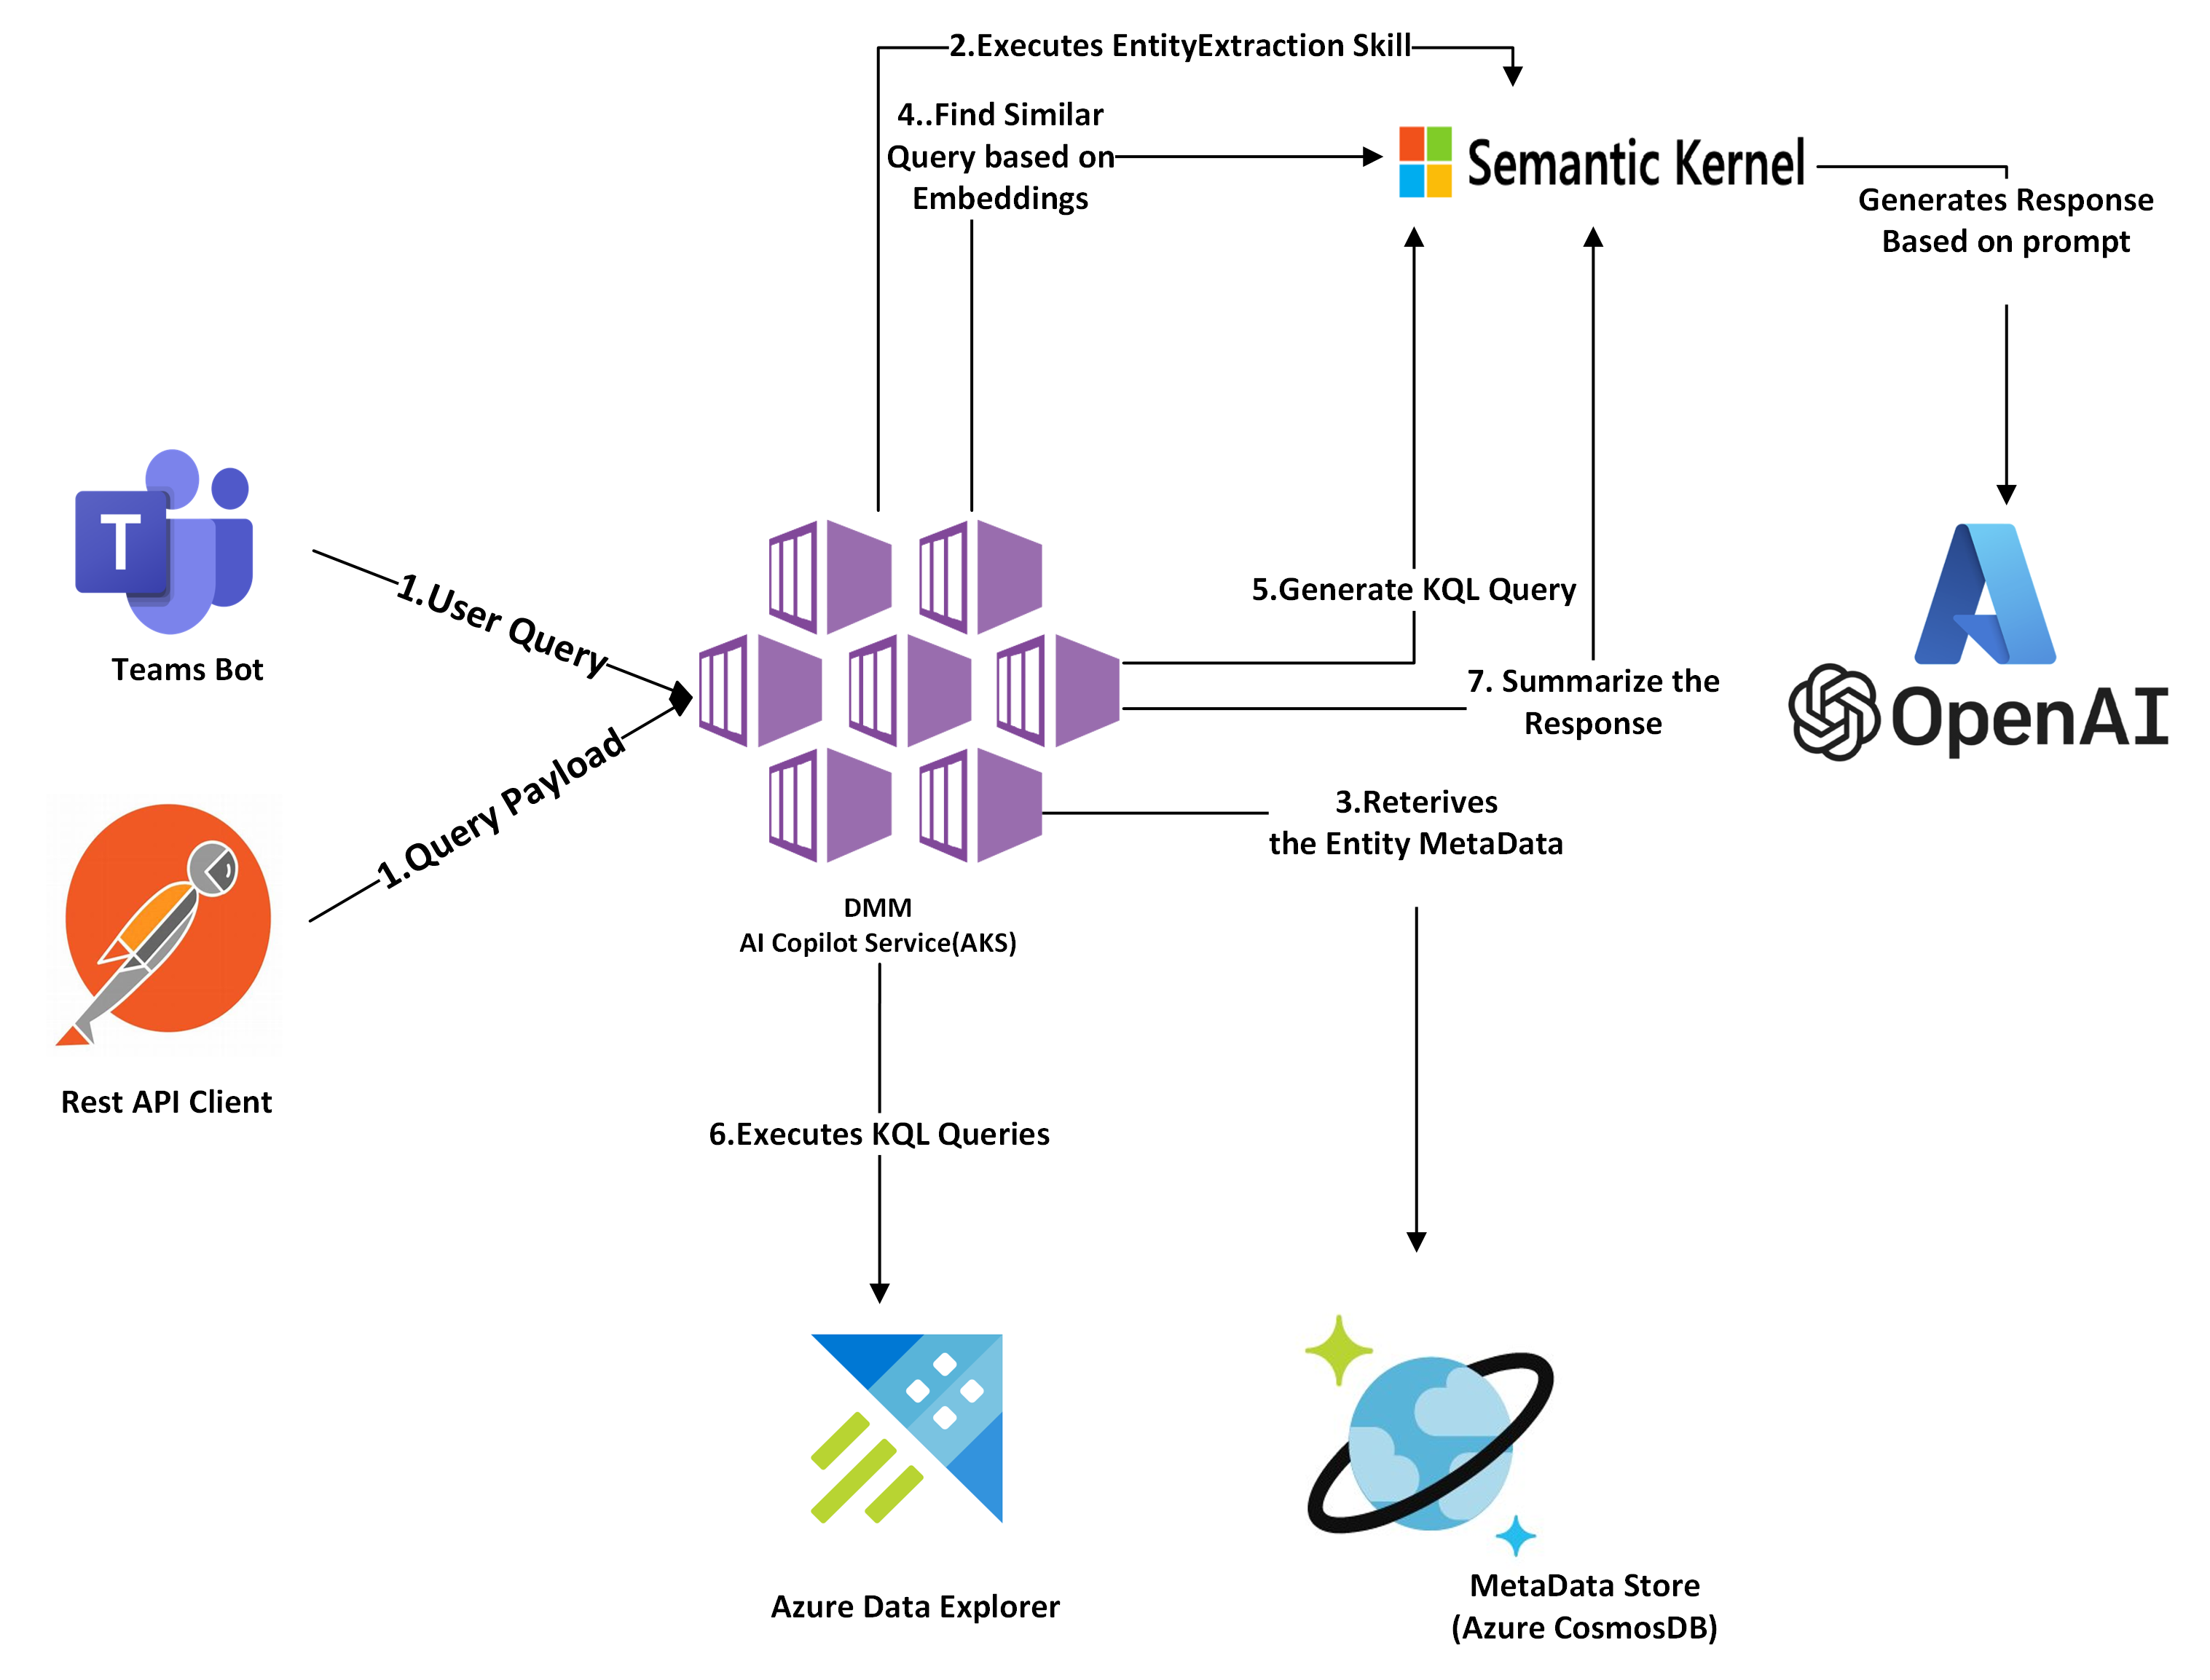 2.Executes EntityExtraction Skill
4..Find Similar
Query based on
Embeddings
Semantic Kernel
Generates Response
Based on prompt
T
1.User Query
Teams Bot
5.Generate KQL Query
7. Summarize the
Response
OpenAI
1.Query Payload
3.Reterives
the Entity MetaData
DMM
AI Copilot Service(AKS)
Rest API Client
6.Executes KQL Queries
Azure Data Explorer
MetaData Store
(Azure CosmosDB)